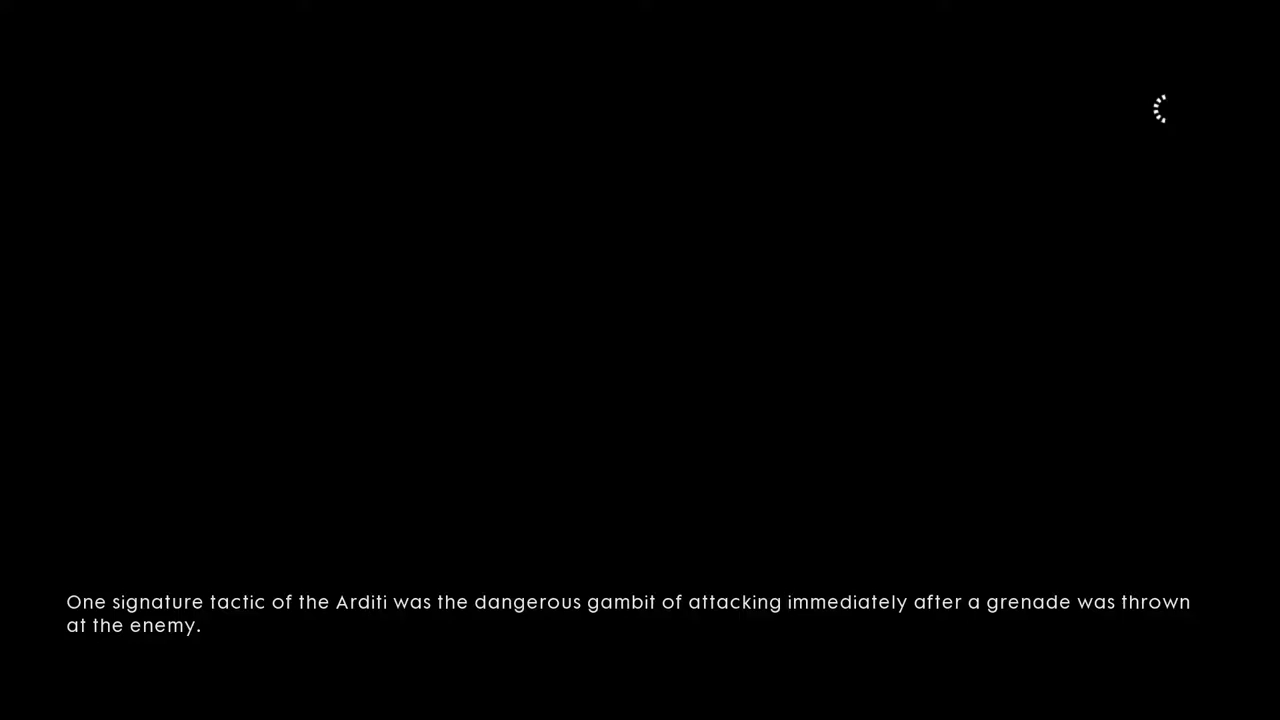 One signature tactic of the Arditi was the dangerous gambit of attacking immediately after a grenade was thrown
at the enemy.